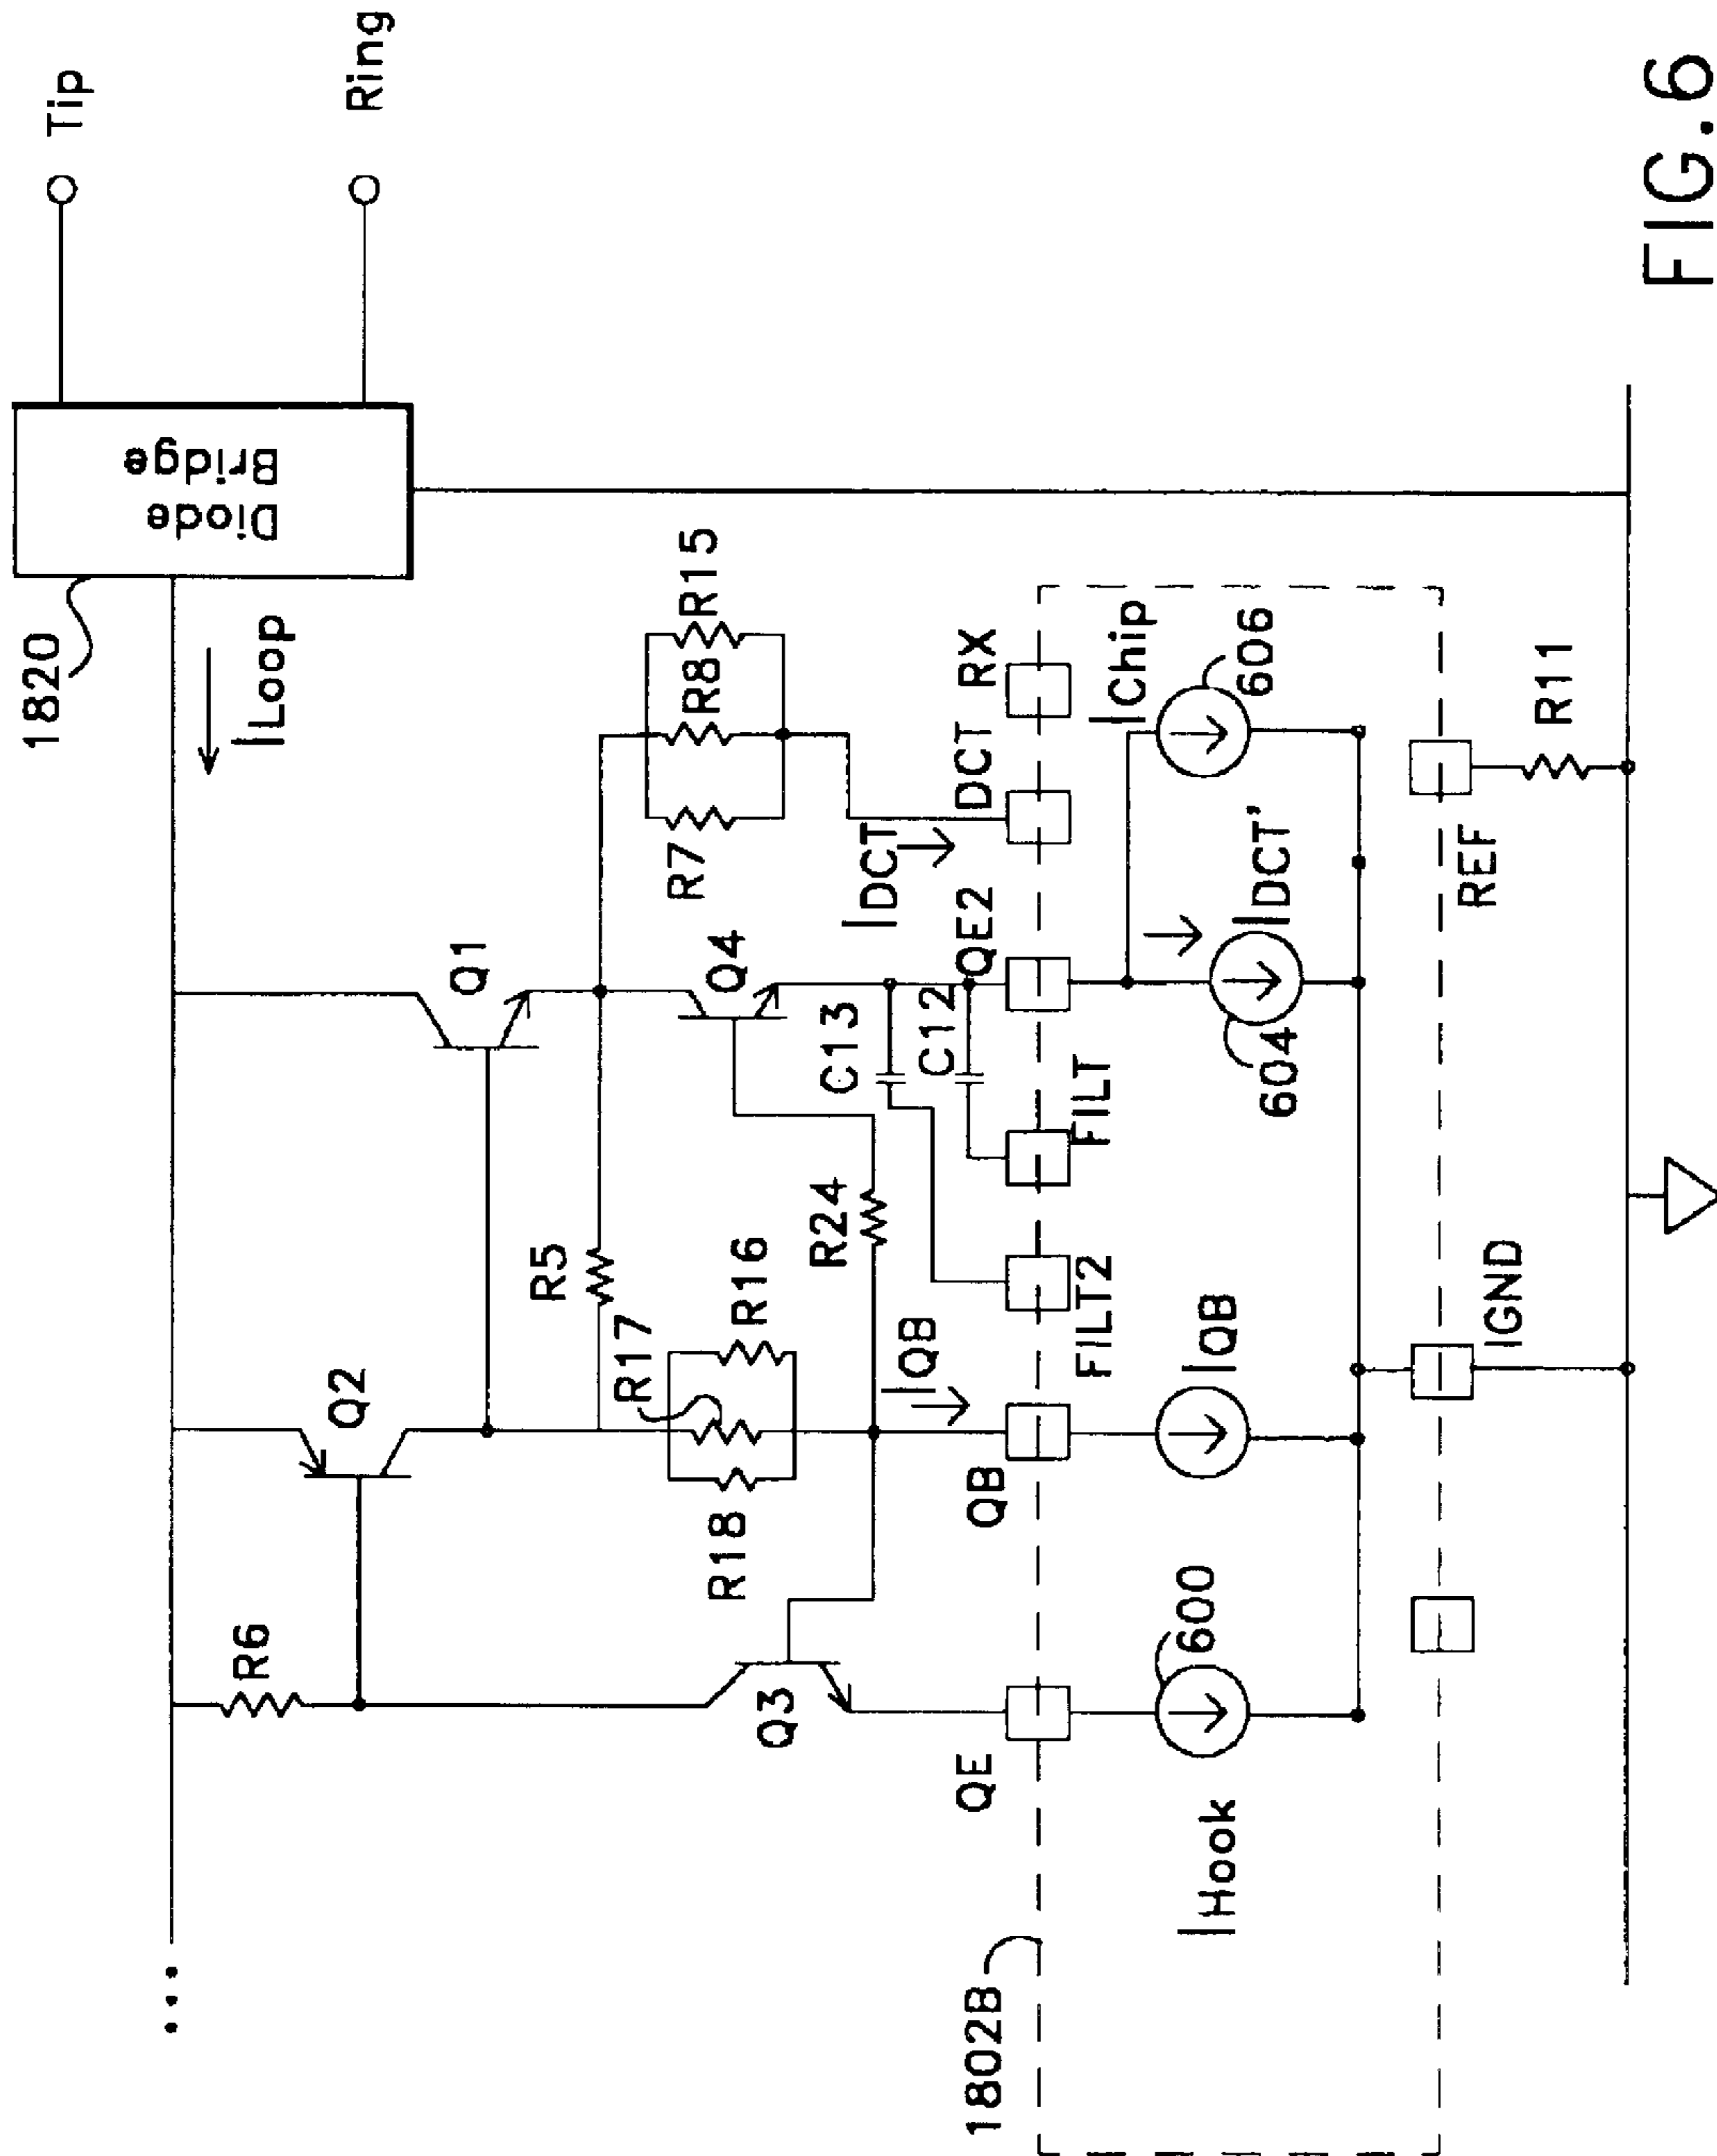 Tip
Ring
Diode
Bridge
1820
ILoop
Q1
Q2
R6
R5
R7
R8
R15
R17
R16
R18
Q4
Q3
R24
C13
C12
IQB
IDCT
QE
QB
FILT2
FILT
QE2
DCT
RX
1802B
IHook
600
IQB
604
IDCT'
IChip
606
IGND
REF
R11
FIG.6